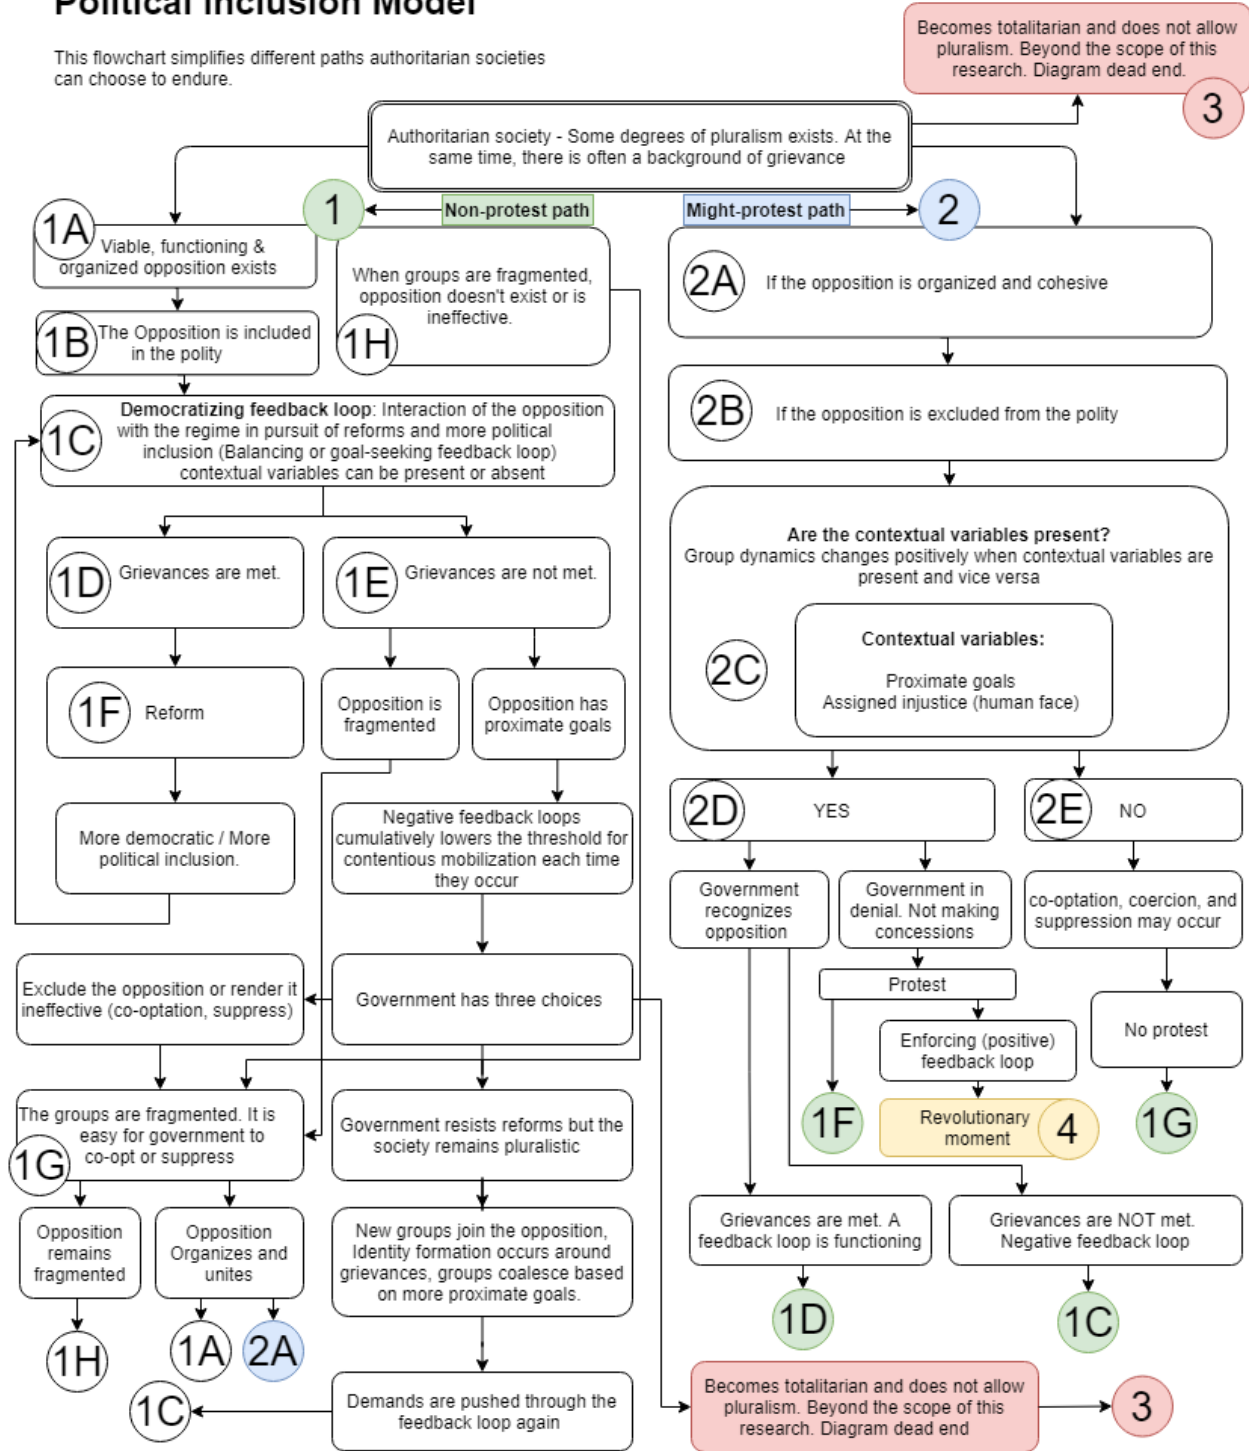 Political Inclusion Model
This flowchart simplifies different paths authoritarian societies
can choose to endure.
Becomes totalitarian and does not allow
pluralism. Beyond the scope of this
research. Diagram dead end.
3
Authoritarian society - Some degrees of pluralism exists. At the
same time, there is often a background of grievance
1
Non-protest path
Might-protest path
2
1A
Viable, functioning &
organized opposition exists
When groups are fragmented,
opposition doesn't exist or is
ineffective.
1H
2A
If the opposition is organized and cohesive
1B
The Opposition is included
in the polity
2B
If the opposition is excluded from the polity
1C
Democratizing feedback loop: Interaction of the opposition
with the regime in pursuit of reforms and more political
inclusion (Balancing or goal-seeking feedback loop)
contextual variables can be present or absent
Are the contextual variables present?
Group dynamics changes positively when contextual variables are
present and vice versa
2C
Contextual variables:
Proximate goals
Assigned injustice (human face)
1D
Grievances are met.
1E
Grievances are not met.
1F
Reform
Opposition is
fragmented
Opposition has
proximate goals
2D
YES
2E
NO
More democratic / More
political inclusion.
Negative feedback loops
cumulatively lowers the threshold for
contentious mobilization each time
they occur
Government
recognizes
opposition
Government in
denial. Not making
concessions
co-optation, coercion, and
suppression may occur
Exclude the opposition or render it
ineffective (co-optation, suppress)
Government has three choices
Protest
Enforcing (positive)
feedback loop
No protest
The groups are fragmented. It is
easy for government to
co-opt or suppress
1G
Government resists reforms but the
society remains pluralistic
1F
Revolutionary
moment
4
1G
Opposition
remains
fragmented
Opposition
Organizes and
unites
New groups join the opposition,
Identity formation occurs around
grievances, groups coalesce based
on more proximate goals.
Grievances are met. A
feedback loop is functioning
Grievances are NOT met.
Negative feedback loop
1H
1A
2A
1D
1C
1C
Demands are pushed through the
feedback loop again
Becomes totalitarian and does not allow
pluralism. Beyond the scope of this
research. Diagram dead end
3